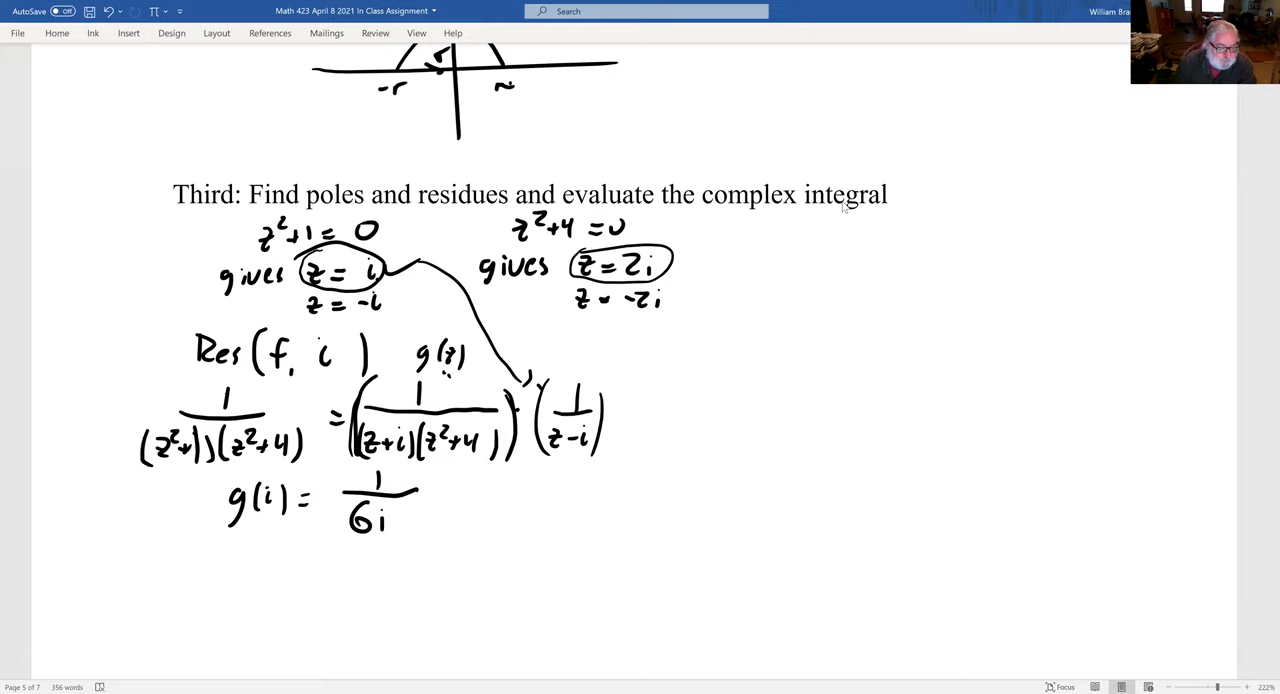 AutoSave Off Math 423 April 8 2021 In Class Assignment Search William Bra
File Home Ink Insert Design Layout References Mailings Review View Help
-r r
Third: Find poles and residues and evaluate the complex integral
z²+1 = 0 z²+4 = 0
gives z = i gives z = 2i
z = -i z = -2i
Res(f, i) g(z)
1/((z²+1)(z²+4)) = (1/((z+i)(z²+4))) · (1/(z-i))
g(i) = 1/(6i)
Page 5 of 7 356 words Focus 222%